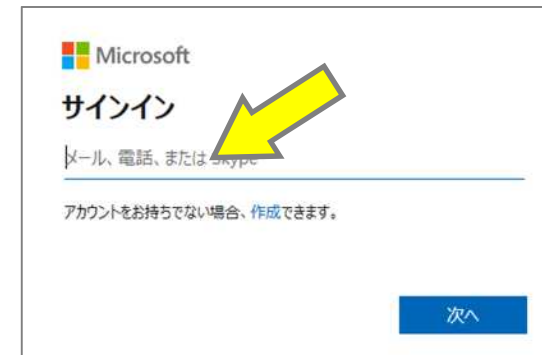 Microsoft
サインイン
メール、電話、または Skype
アカウントをお持ちでない場合、作成できます。
次へ